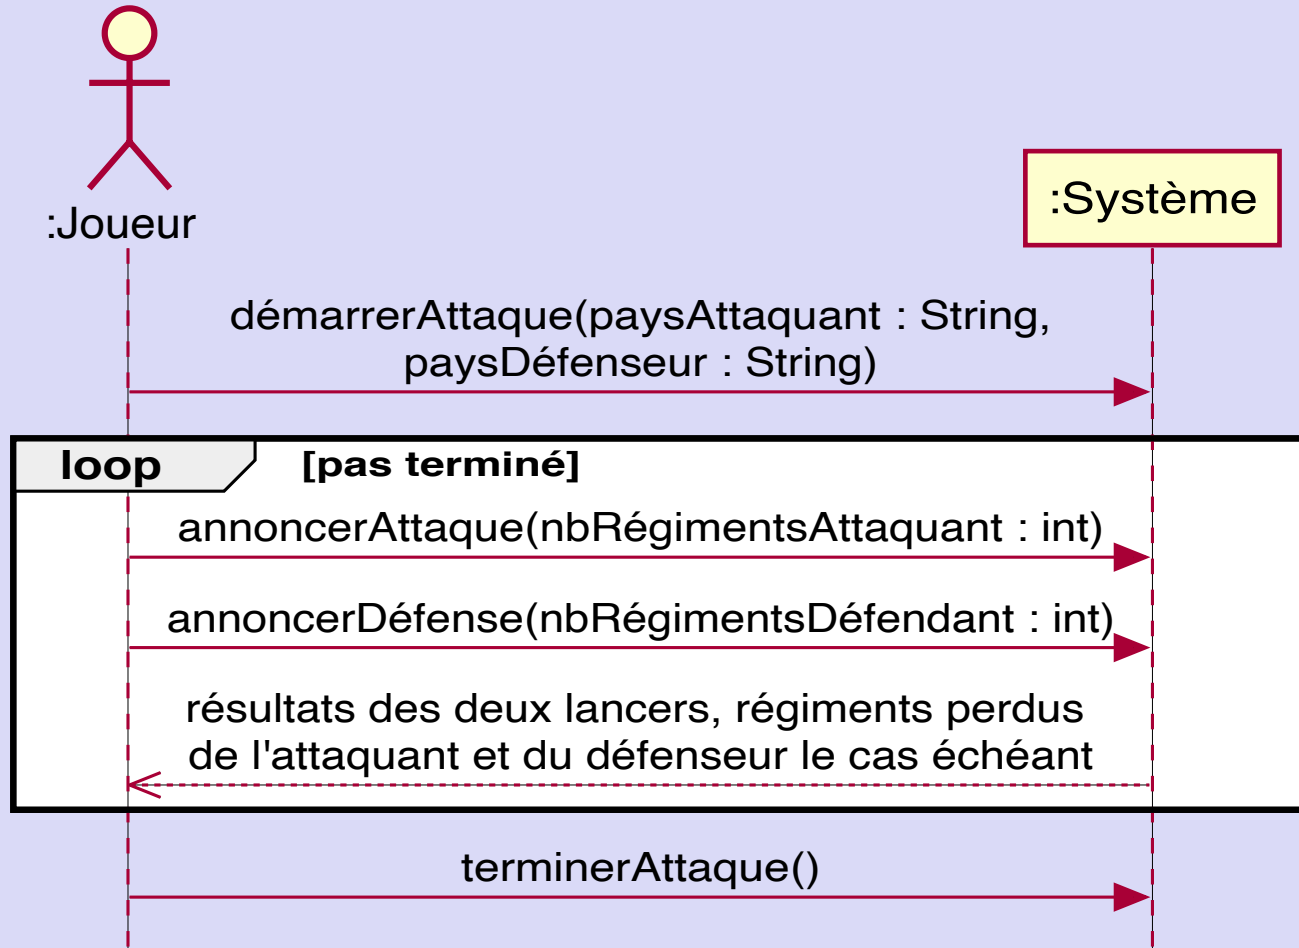 :Joueur
:Système
démarrerAttaque(paysAttaquant : String,
paysDéfenseur : String)
loop
[pas terminé]
annoncerAttaque(nbRégimentsAttaquant : int)
annoncerDéfense(nbRégimentsDéfendant : int)
résultats des deux lancers, régiments perdus
de l'attaquant et du défenseur le cas échéant
terminerAttaque()